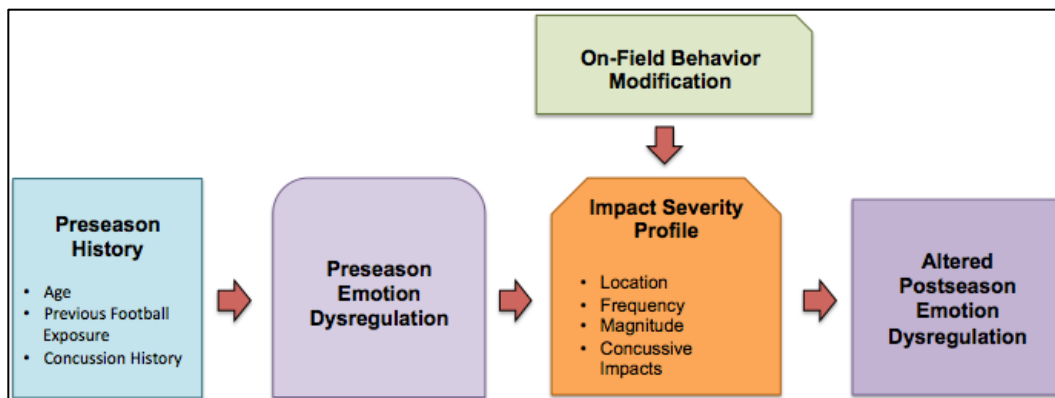 On-Field Behavior
Modification
Preseason
History
• Age
• Previous Football
Exposure
• Concussion History
Preseason
Emotion
Dysregulation
Impact Severity
Profile
• Location
• Frequency
• Magnitude
• Concussive
Impacts
Altered
Postseason
Emotion
Dysregulation